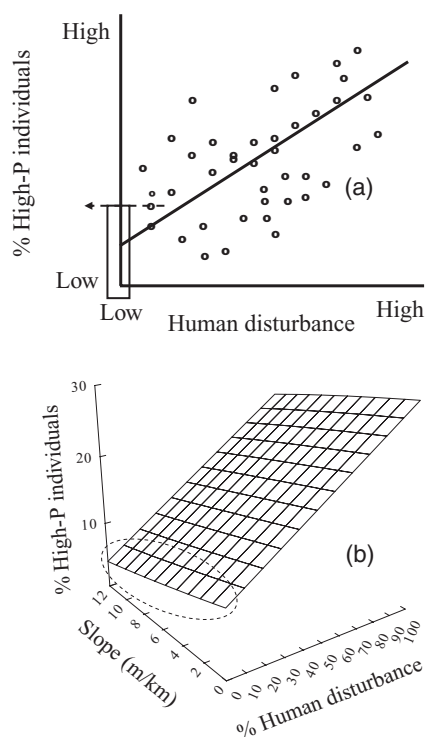 High
% High-P individuals
(a)
Low
Low
Human disturbance
High
30
20
10
% High-P individuals
(b)
12
10
8
6
4
2
0
Slope (m/km)
0
10
20
30
40
50
60
70
80
90
100
% Human disturbance